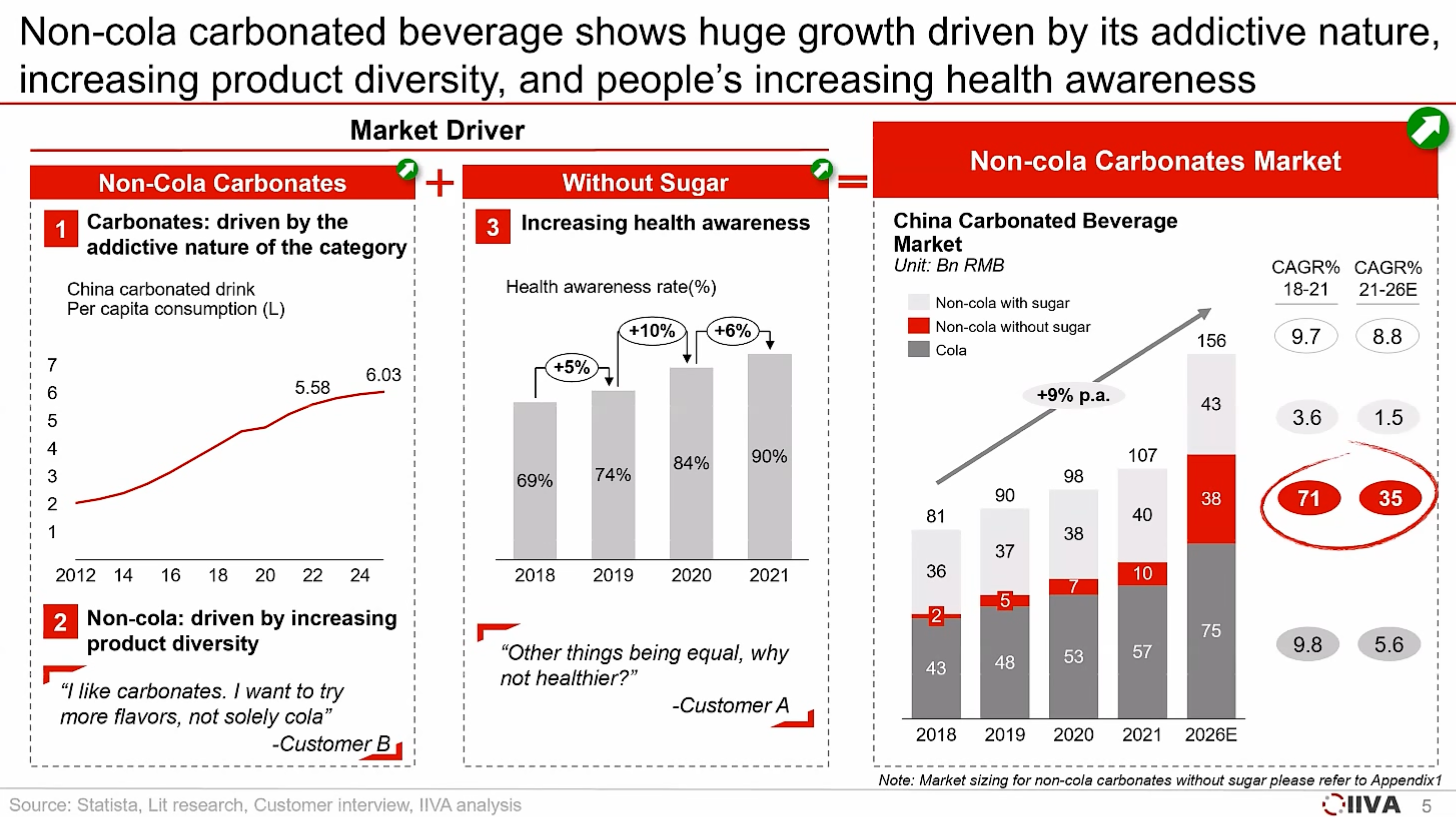 Non-cola carbonated beverage shows huge growth driven by its addictive nature,
increasing product diversity, and people's increasing health awareness
Market Driver
Non-Cola Carbonates
+
Without Sugar
=
Non-cola Carbonates Market
1
Carbonates: driven by the
addictive nature of the category
China carbonated drink
Per capita consumption (L)
7
6
5
4
3
2
1
5.58
6.03
2012 14 16 18 20 22 24
2
Non-cola: driven by increasing
product diversity
“I like carbonates. I want to try
more flavors, not solely cola”
-Customer B
3
Increasing health awareness
Health awareness rate(%)
+5%
+10%
+6%
69%
74%
84%
90%
2018 2019 2020 2021
“Other things being equal, why
not healthier?”
-Customer A
China Carbonated Beverage
Market
Unit: Bn RMB
Non-cola with sugar
Non-cola without sugar
Cola
+9% p.a.
81
36
2
43
90
37
5
48
98
38
7
53
107
40
10
57
156
43
38
75
2018 2019 2020 2021 2026E
CAGR% CAGR%
18-21 21-26E
9.7 8.8
3.6 1.5
71 35
9.8 5.6
Note: Market sizing for non-cola carbonates without sugar please refer to Appendix1
Source: Statista, Lit research, Customer interview, IIVA analysis
IIVA
5